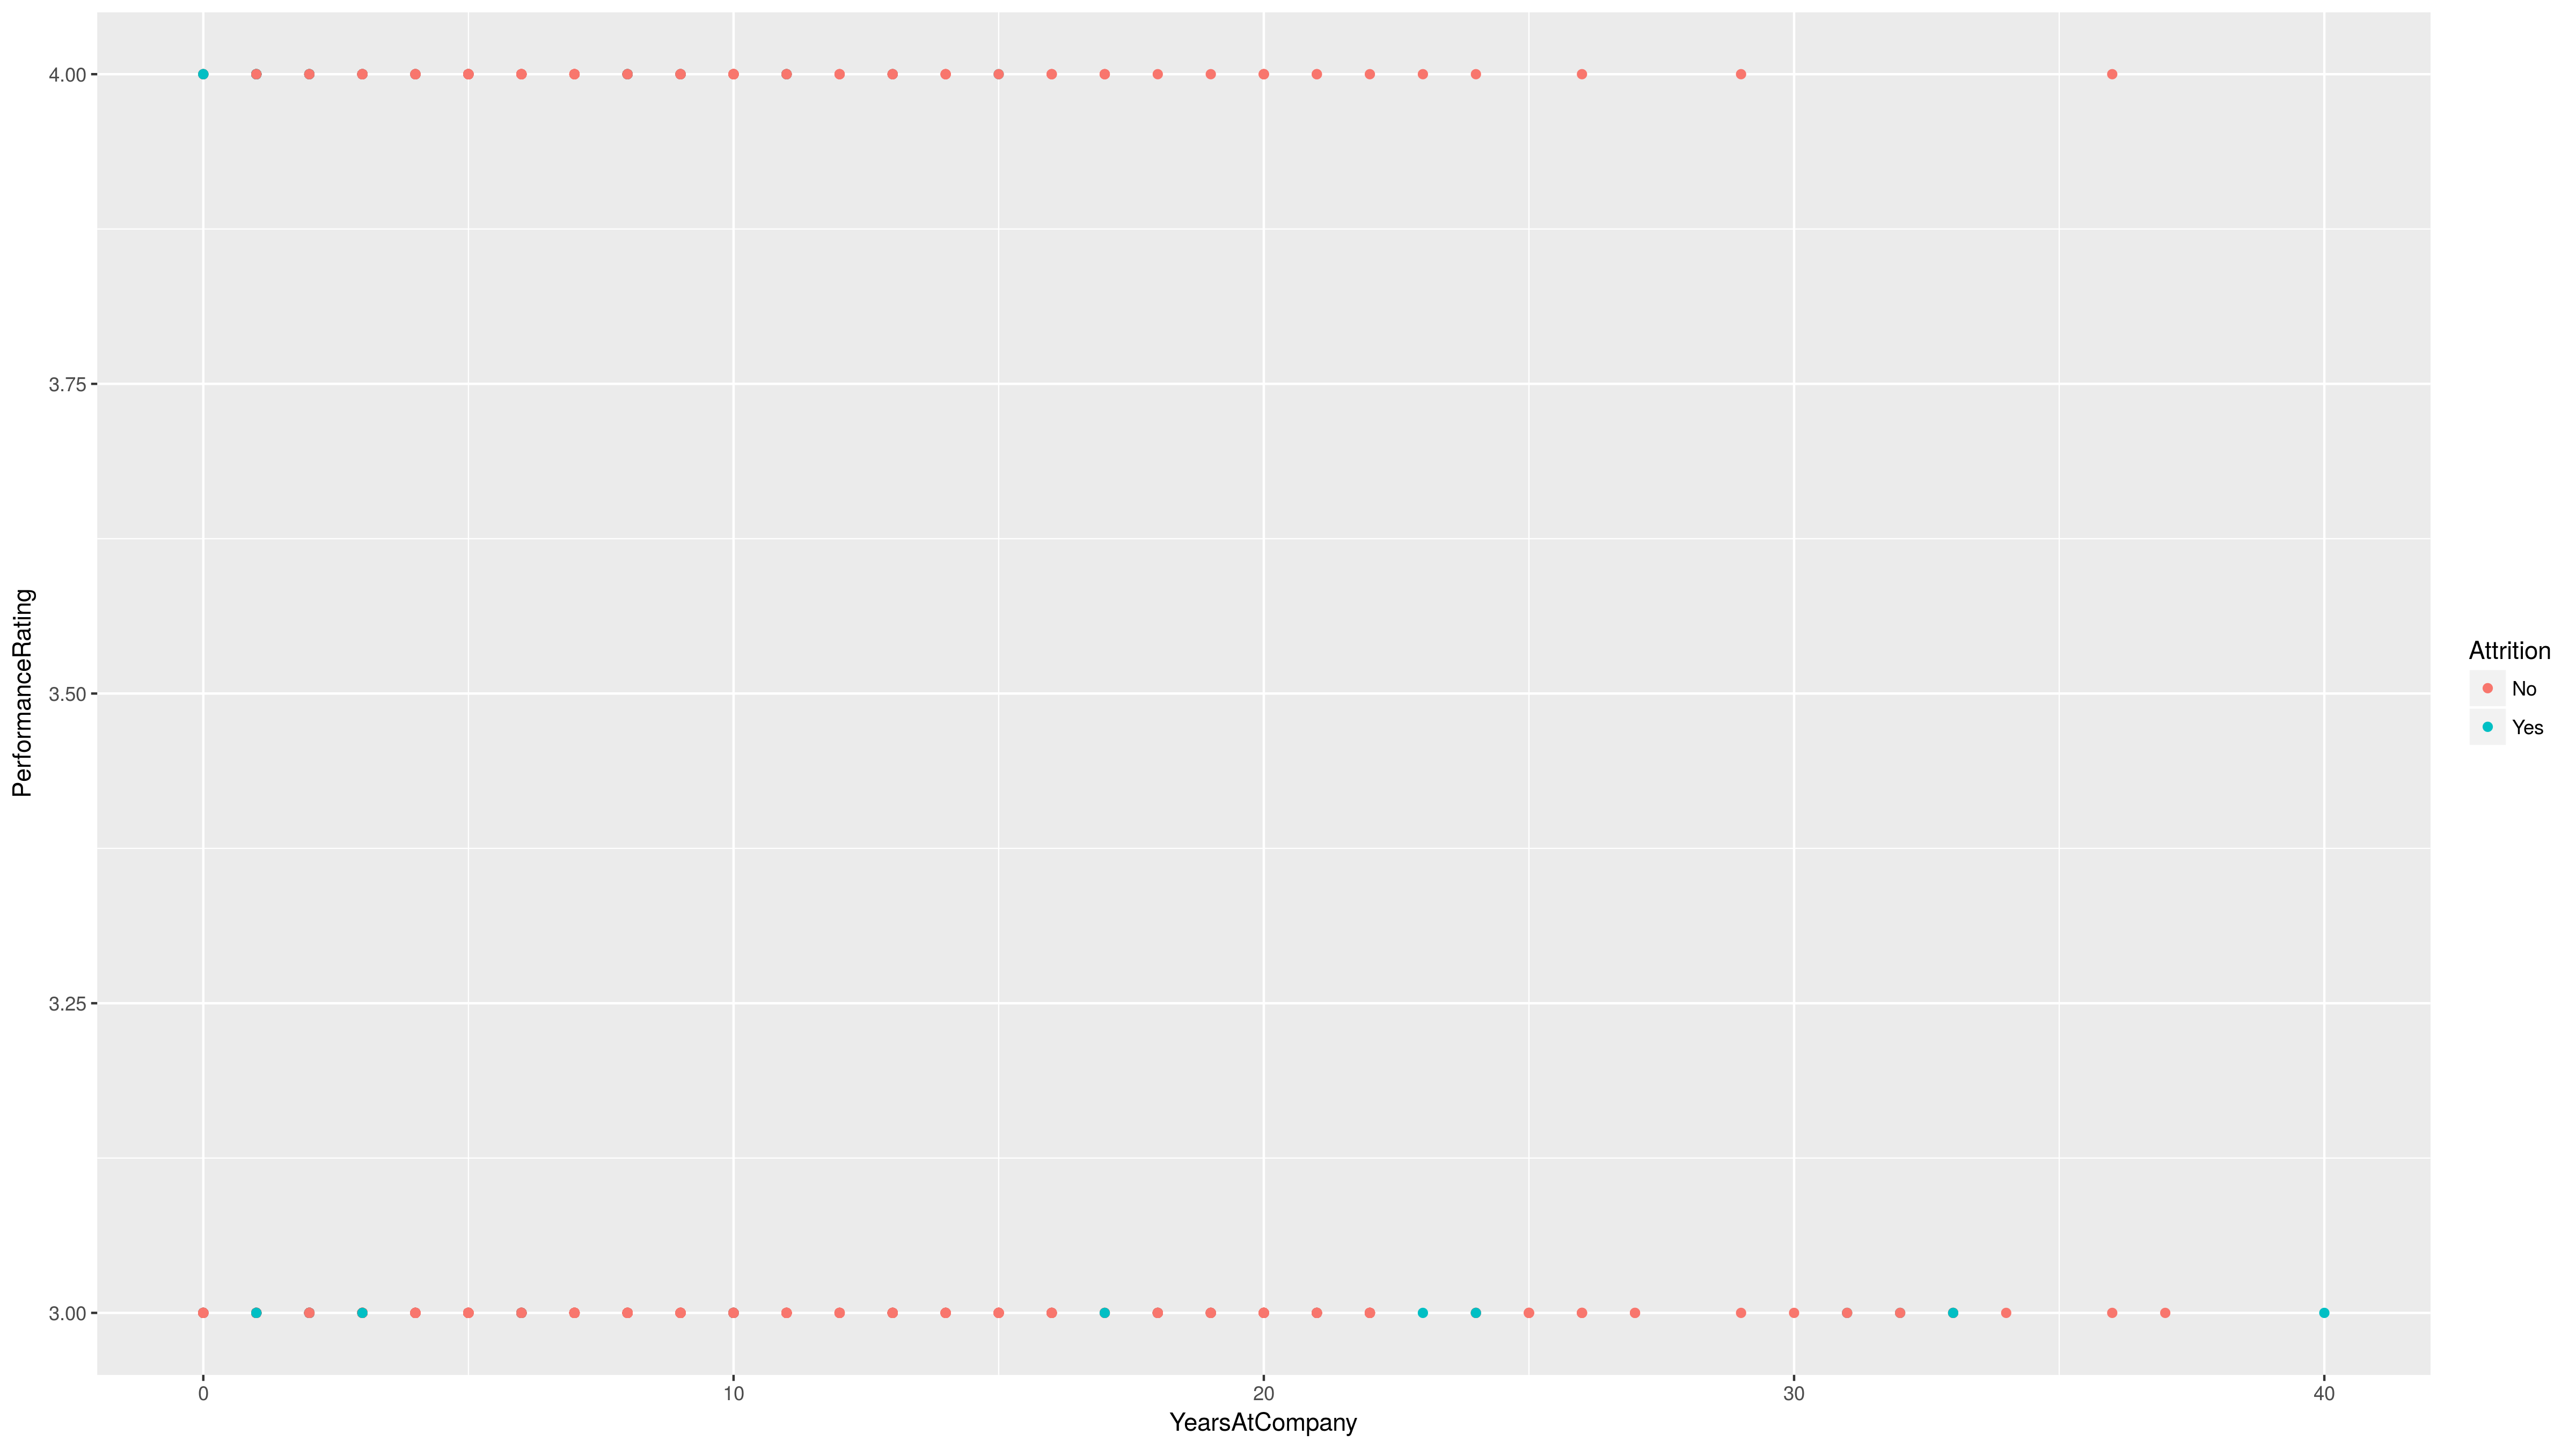 4.00
3.75
3.50
3.25
3.00
PerformanceRating
0 10 20 30 40
YearsAtCompany
Attrition
No
Yes